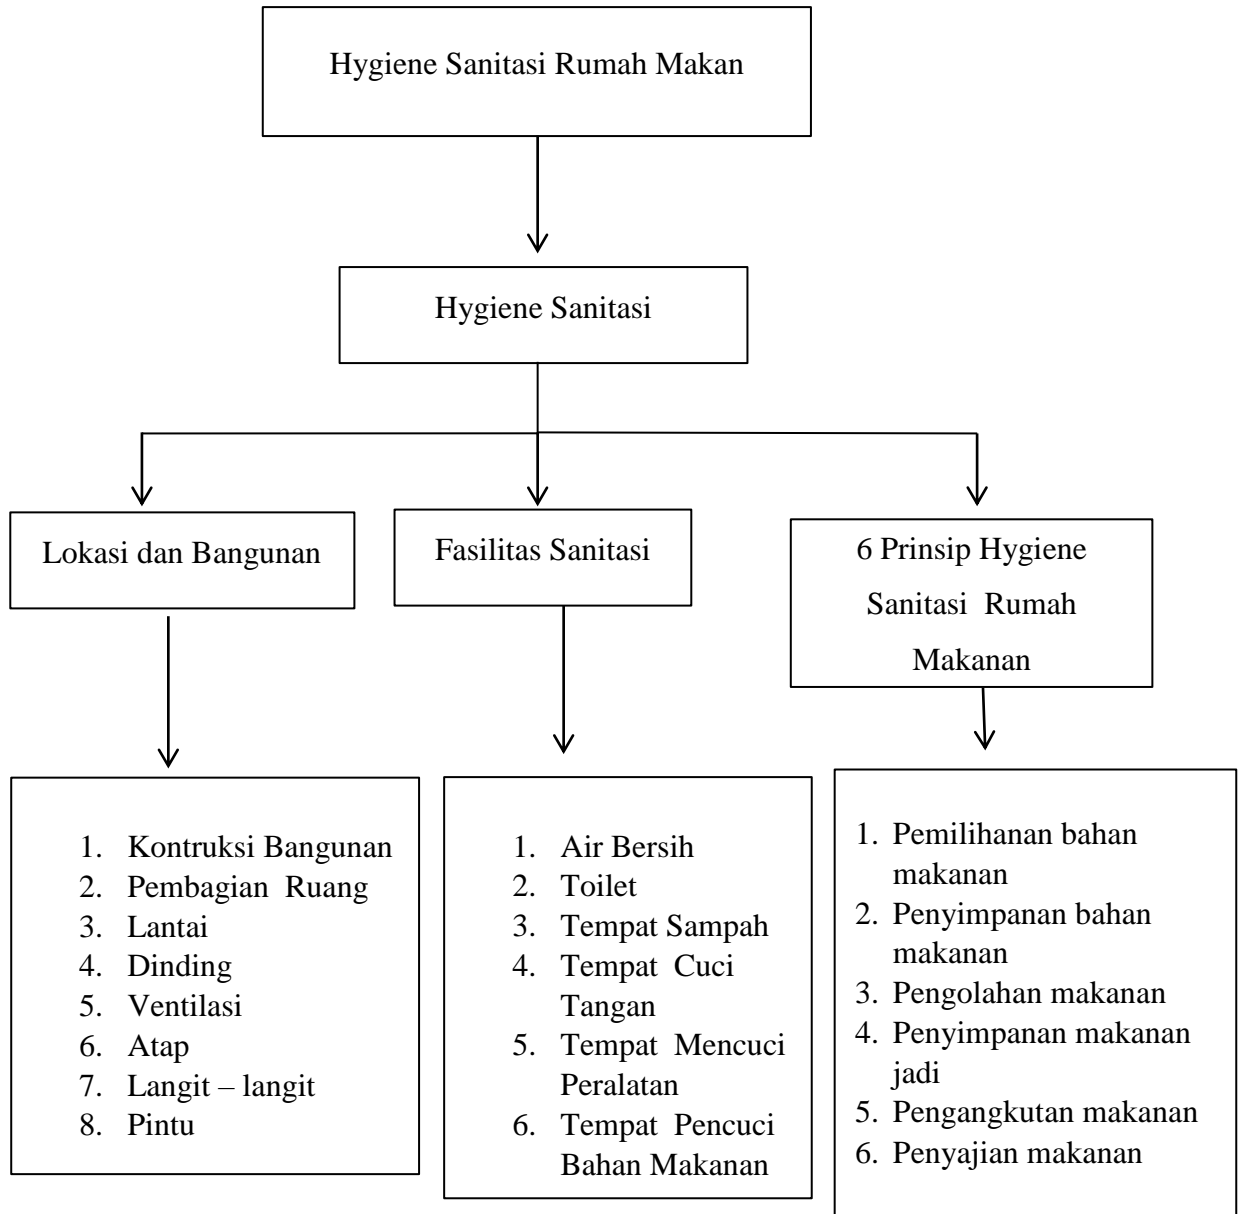 Hygiene Sanitasi Rumah Makan
Hygiene Sanitasi
Lokasi dan Bangunan
Fasilitas Sanitasi
6 Prinsip Hygiene
Sanitasi Rumah
Makanan
1. Kontruksi Bangunan
2. Pembagian Ruang
3. Lantai
4. Dinding
5. Ventilasi
6. Atap
7. Langit – langit
8. Pintu
1. Air Bersih
2. Toilet
3. Tempat Sampah
4. Tempat Cuci
Tangan
5. Tempat Mencuci
Peralatan
6. Tempat Pencuci
Bahan Makanan
1. Pemilihanan bahan
makanan
2. Penyimpanan bahan
makanan
3. Pengolahan makanan
4. Penyimpanan makanan
jadi
5. Pengangkutan makanan
6. Penyajian makanan